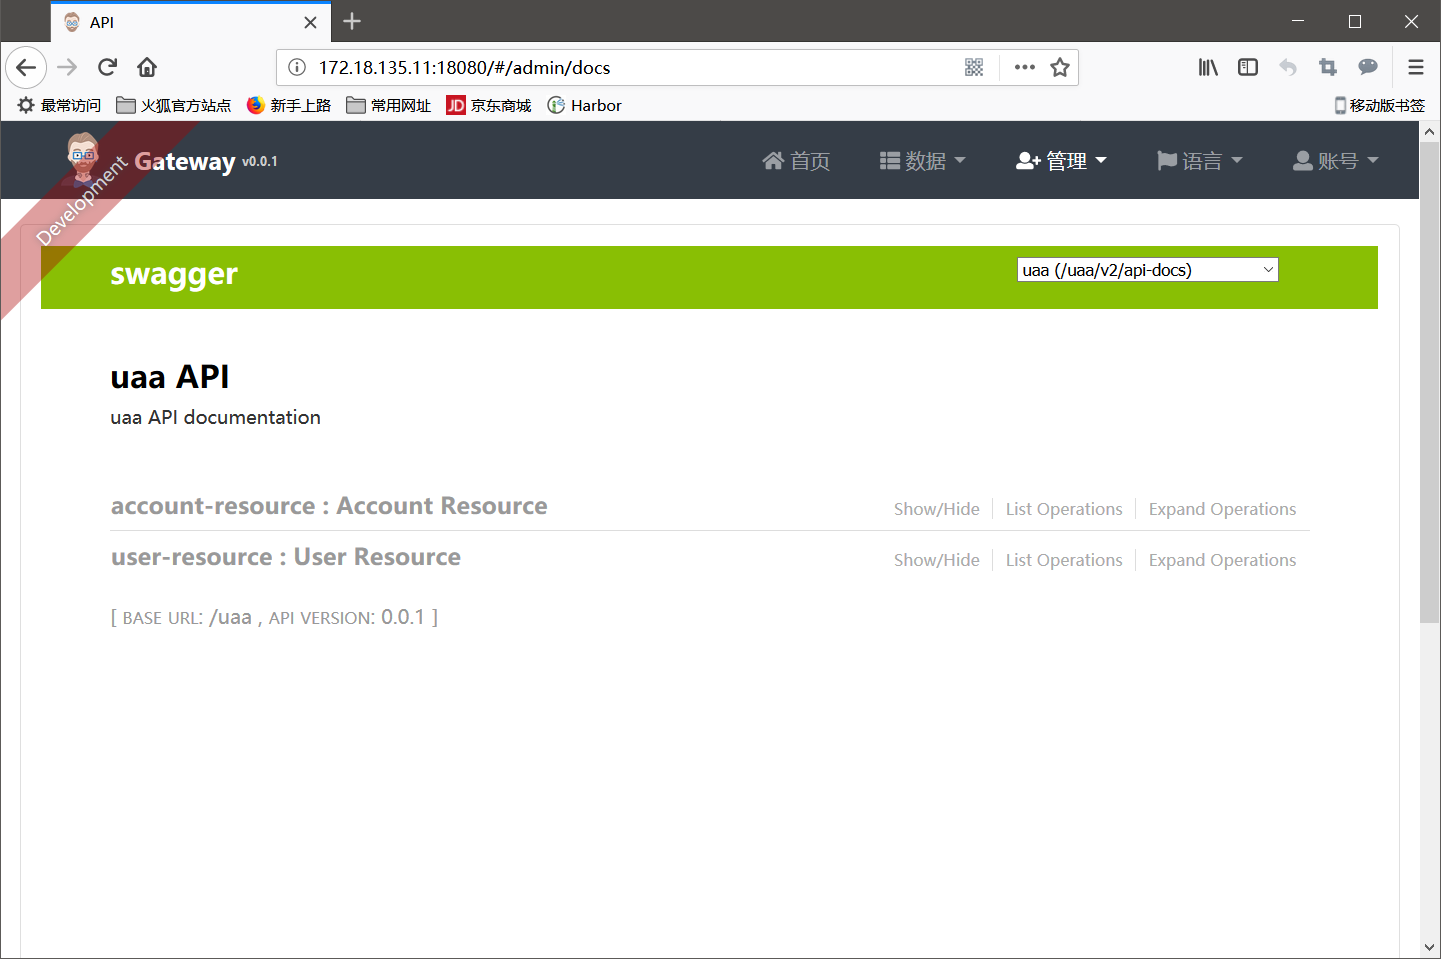 API
172.18.135.11:18080/#/admin/docs
最常访问 火狐官方站点 新手上路 常用网址 JD 京东商城 Harbor 移动版书签
Development
Gateway v0.0.1 首页 数据 管理 语言 账号
swagger uaa (/uaa/v2/api-docs)
uaa API
uaa API documentation
account-resource : Account Resource Show/Hide List Operations Expand Operations
user-resource : User Resource Show/Hide List Operations Expand Operations
[ BASE URL: /uaa , API VERSION: 0.0.1 ]